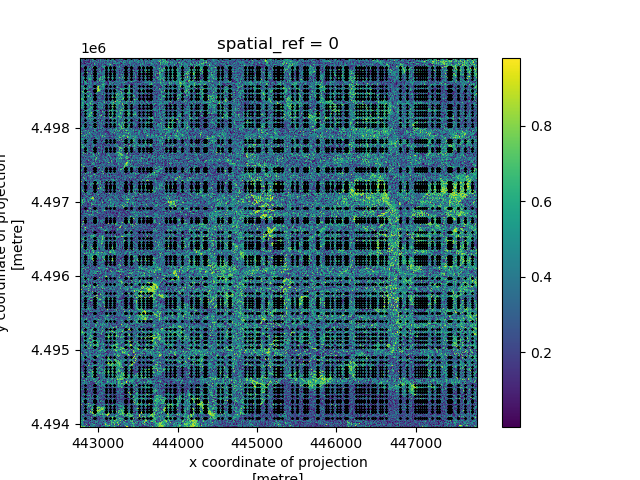 spatial_ref = 0
1e6
4.498
4.497
4.496
4.495
4.494
443000 444000 445000 446000 447000
x coordinate of projection
[metre]
y coordinate of projection
[metre]
0.8
0.6
0.4
0.2